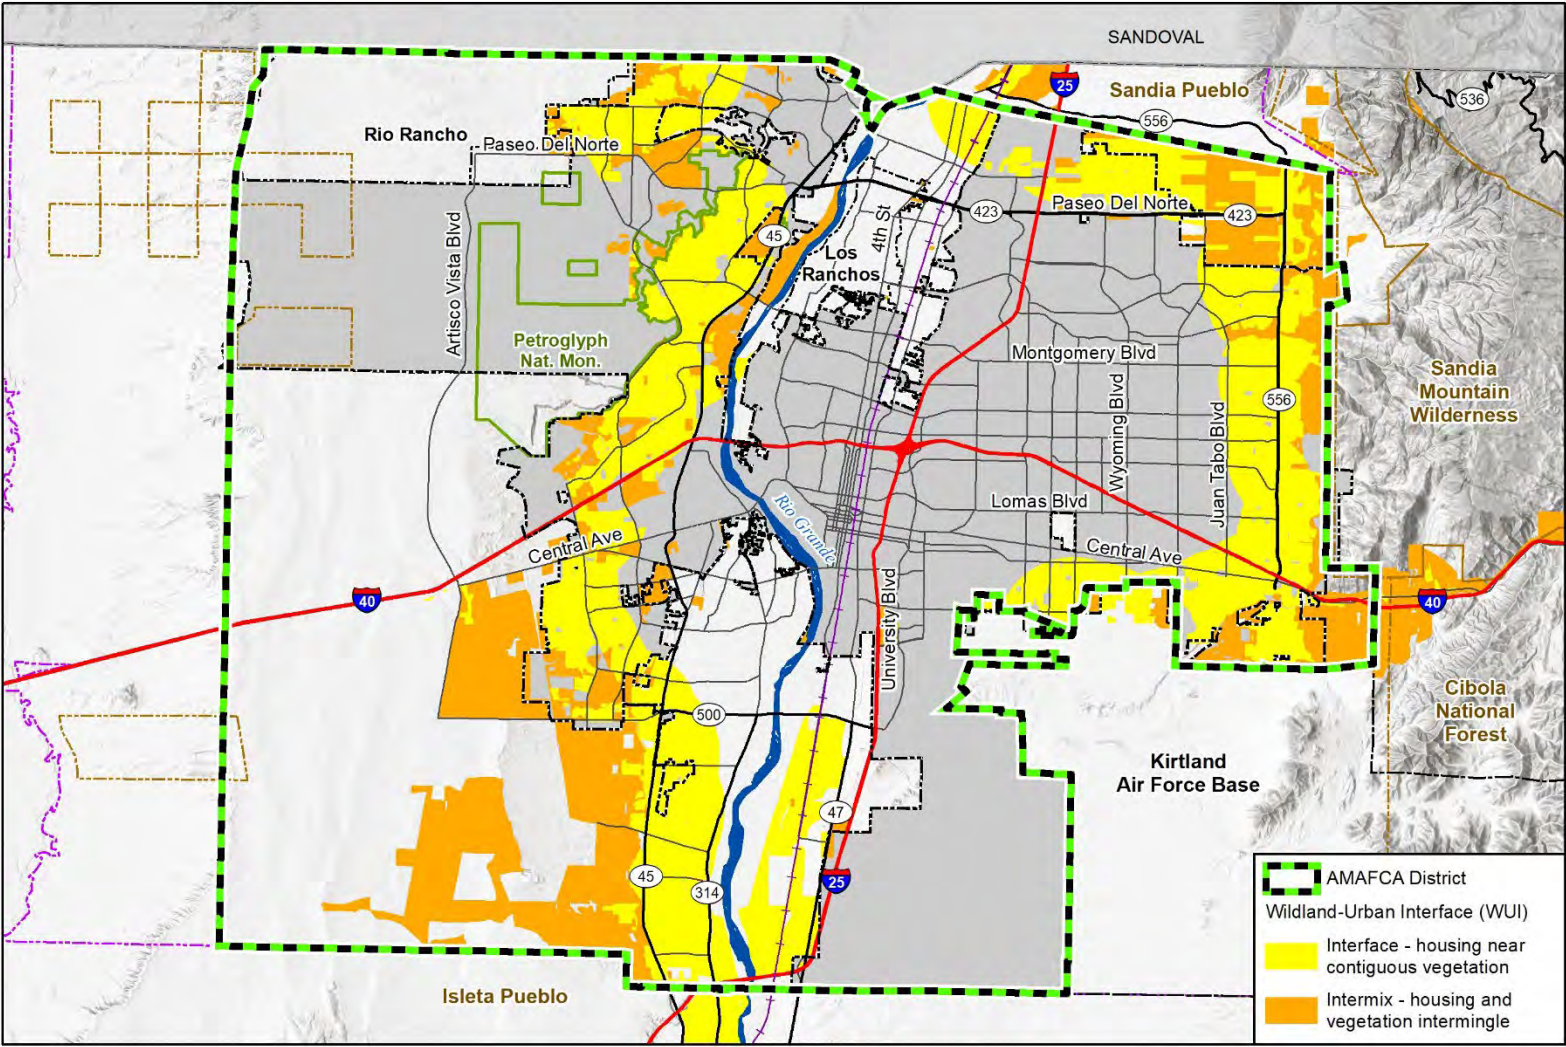 SANDOVAL
25
Sandia Pueblo
536
556
Rio Rancho
Paseo Del Norte
Paseo Del Norte
423
423
45
4th St
Los
Ranchos
Artisco Vista Blvd
Petroglyph
Nat. Mon.
Montgomery Blvd
Sandia
Mountain
Wilderness
556
Wyoming Blvd
Juan Tabo Blvd
Lomas Blvd
Rio Grande
Central Ave
Central Ave
University Blvd
40
40
500
Cibola
National
Forest
Kirtland
Air Force Base
47
45
314
25
Isleta Pueblo
AMAFCA District
Wildland-Urban Interface (WUI)
Interface - housing near
contiguous vegetation
Intermix - housing and
vegetation intermingle